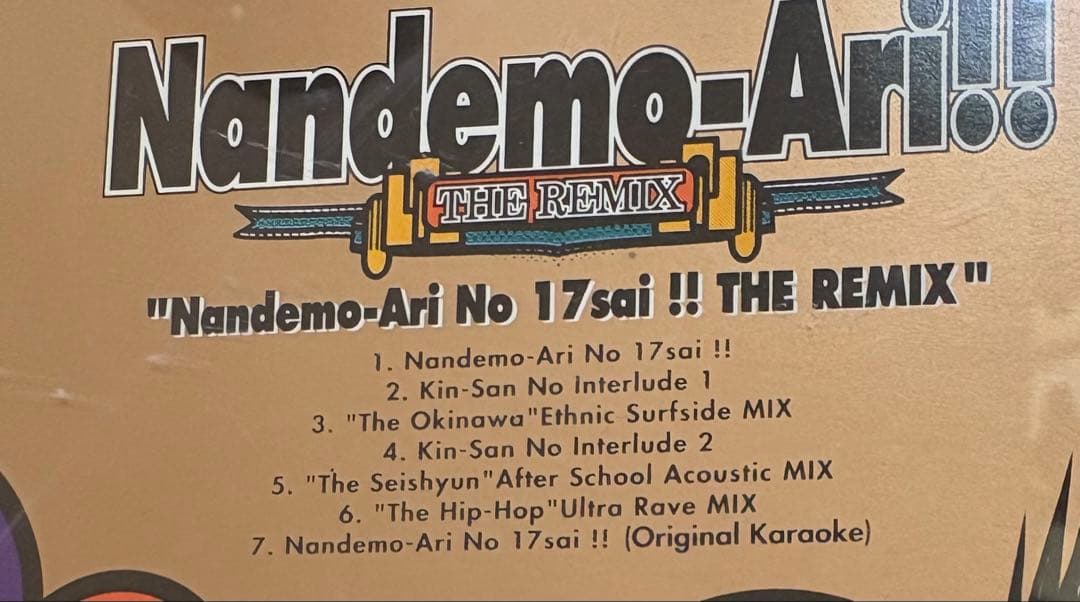 Nandemo-Ari!!
THE REMIX
"Nandemo-Ari No 17sai !! THE REMIX"
1. Nandemo-Ari No 17sai !!
2. Kin-San No Interlude 1
3. "The Okinawa"Ethnic Surfside MIX
4. Kin-San No Interlude 2
5. "The Seishyun"After School Acoustic MIX
6. "The Hip-Hop"Ultra Rave MIX
7. Nandemo-Ari No 17sai !! (Original Karaoke)